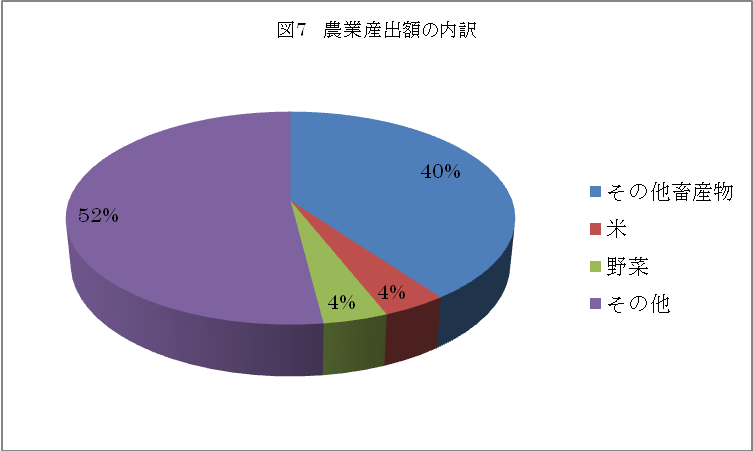 図7　農業産出額の内訳
40%
4%
4%
52%
その他畜産物
米
野菜
その他